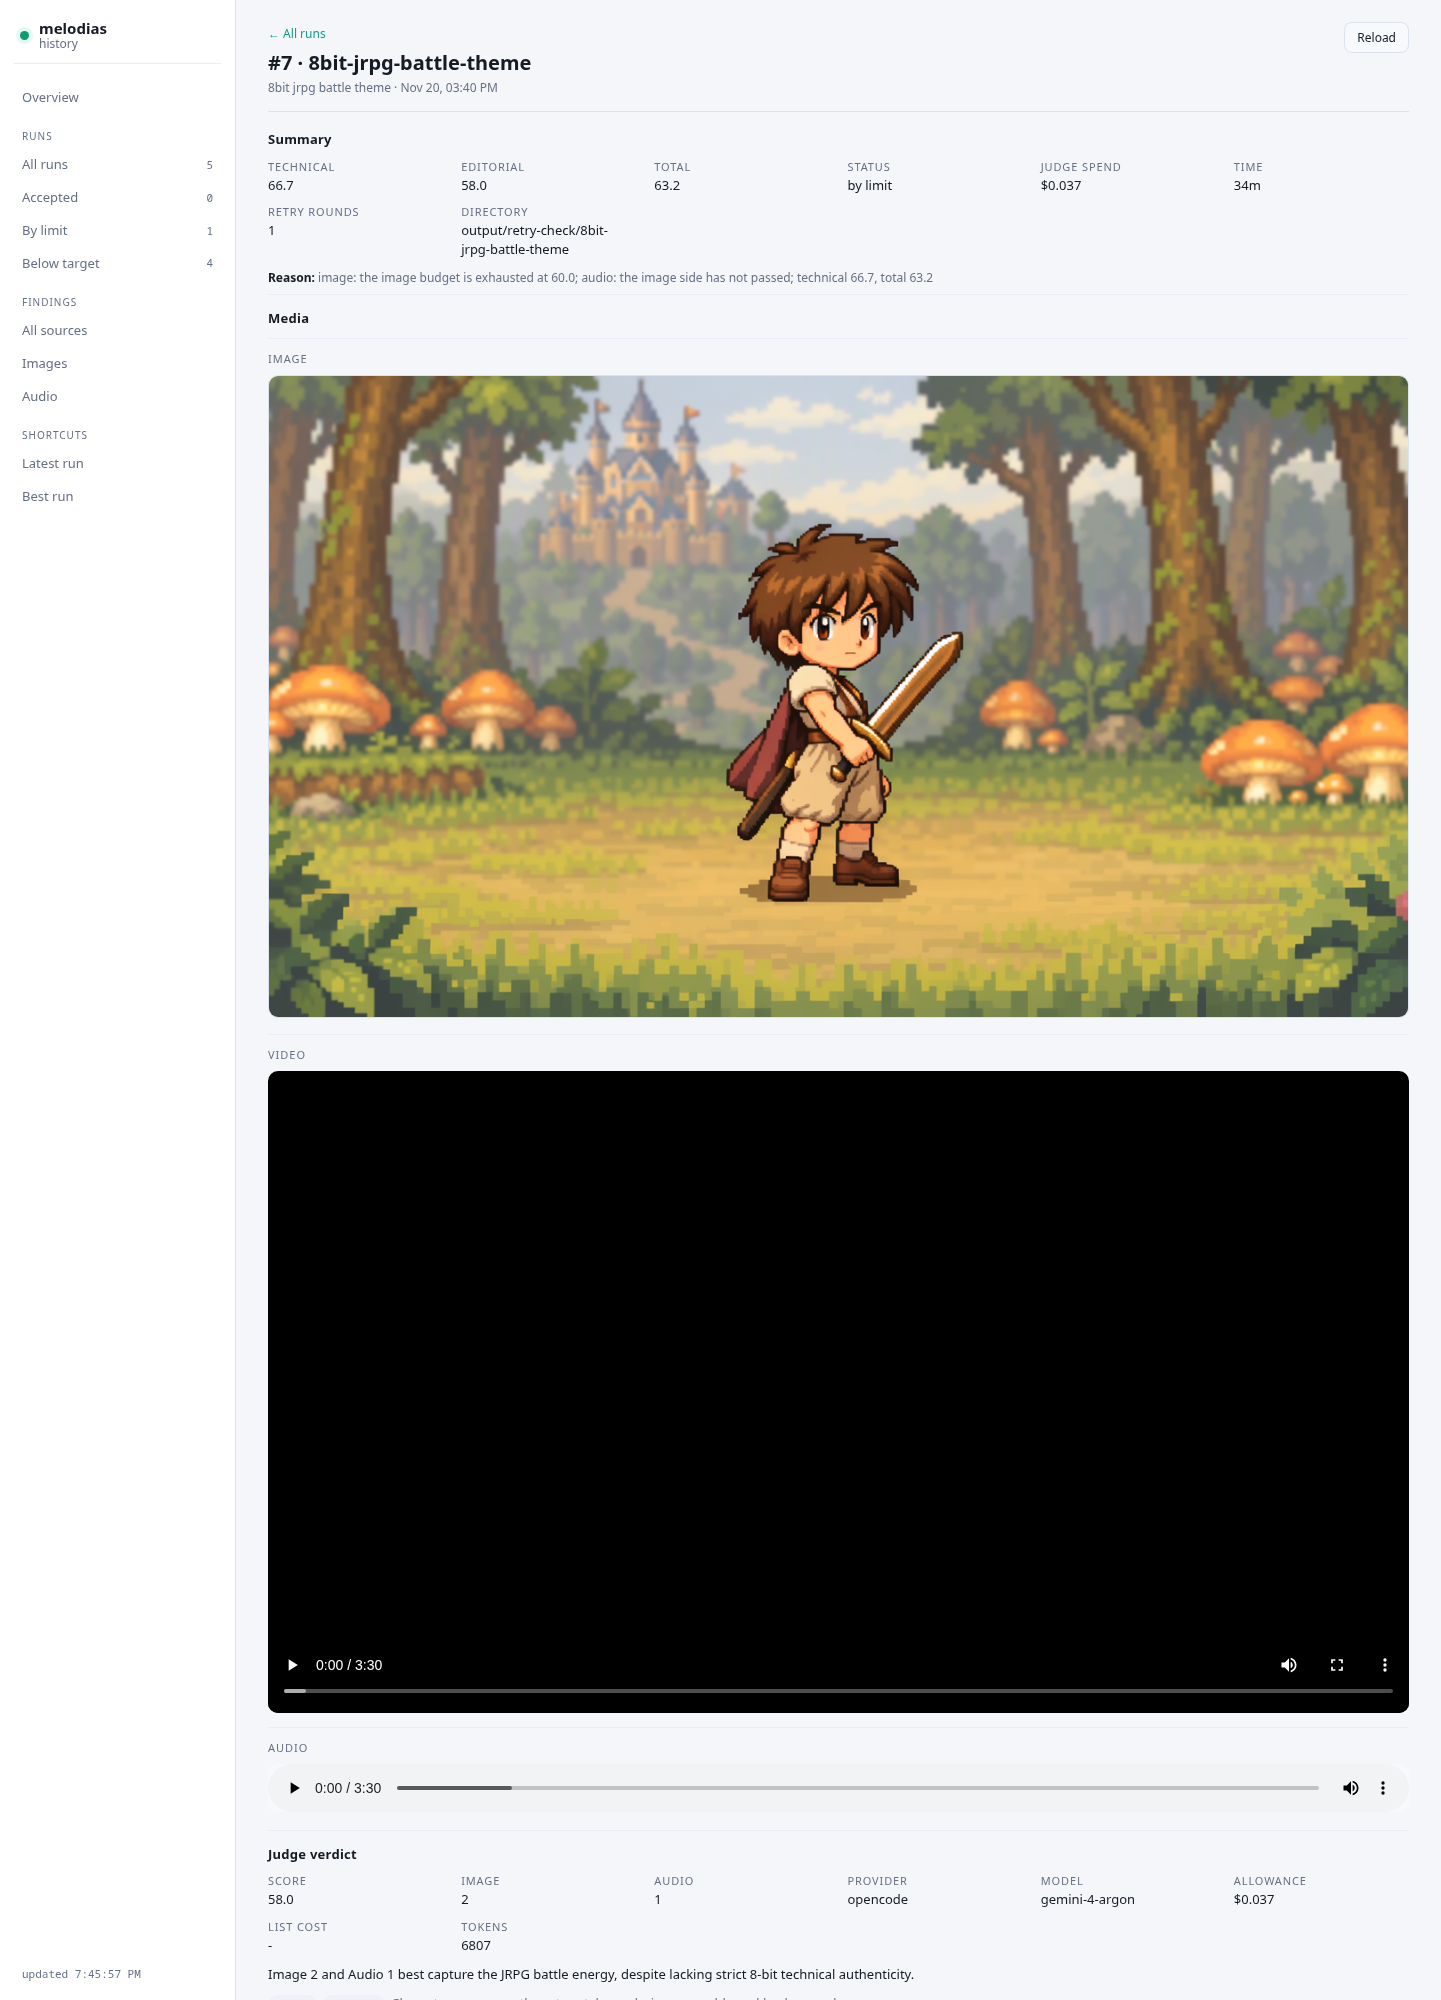 melodias
history
Overview
RUNS
All runs 5
Accepted 0
By limit 1
Below target 4
FINDINGS
All sources
Images
Audio
SHORTCUTS
Latest run
Best run
updated 7:45:57 PM
← All runs
Reload
#7 · 8bit-jrpg-battle-theme
8bit jrpg battle theme · Nov 20, 03:40 PM
Summary
TECHNICAL EDITORIAL TOTAL STATUS JUDGE SPEND TIME
66.7 58.0 63.2 by limit $0.037 34m
RETRY ROUNDS DIRECTORY
1 output/retry-check/8bit-
jrpg-battle-theme
Reason: image: the image budget is exhausted at 60.0; audio: the image side has not passed; technical 66.7, total 63.2
Media
IMAGE
VIDEO
0:00 / 3:30
AUDIO
0:00 / 3:30
Judge verdict
SCORE IMAGE AUDIO PROVIDER MODEL ALLOWANCE
58.0 2 1 opencode gemini-4-argon $0.037
LIST COST TOKENS
- 6807
Image 2 and Audio 1 best capture the JRPG battle energy, despite lacking strict 8-bit technical authenticity.